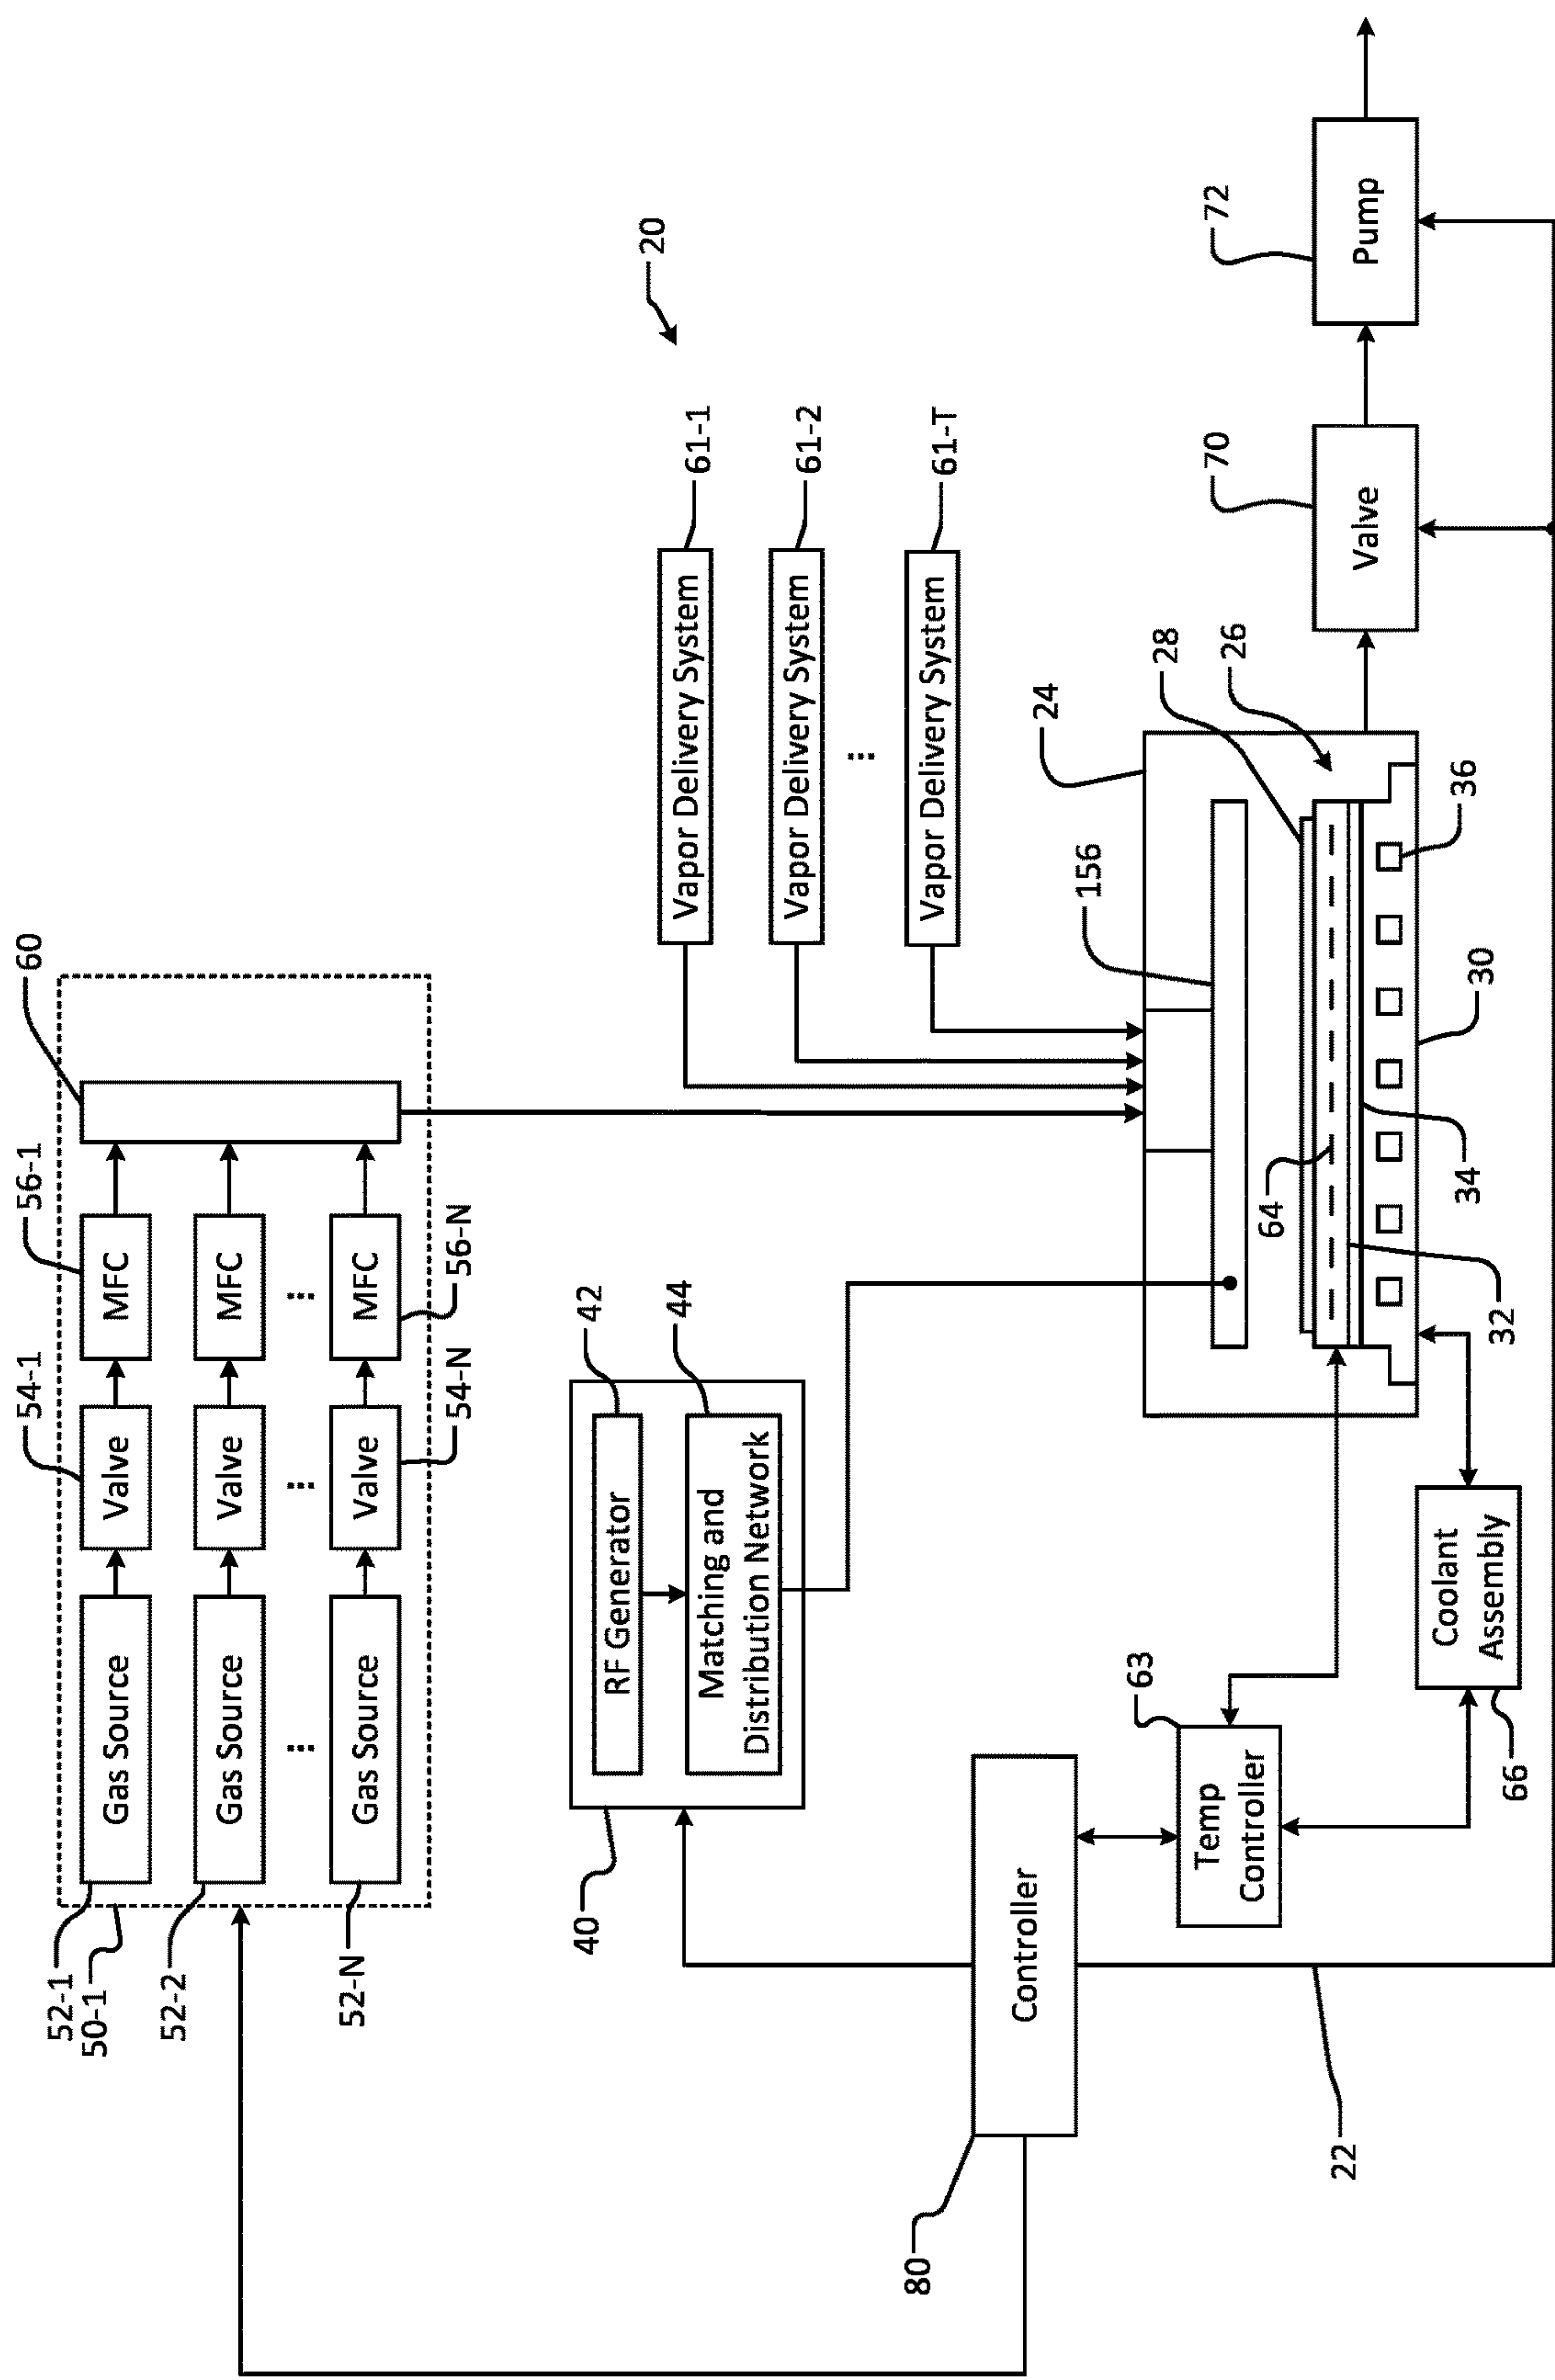 52-1
50-1
52-2
52-N
Gas Source
Gas Source
...
Gas Source
54-1
Valve
Valve
...
Valve
54-N
56-1
MFC
MFC
...
MFC
56-N
60
20
40
42
RF Generator
44
Matching and
Distribution Network
Vapor Delivery System
61-1
Vapor Delivery System
61-2
...
Vapor Delivery System
61-T
80
Controller
22
63
Temp
Controller
66
Coolant
Assembly
24
156
28
26
64
32
34
30
36
70
Valve
72
Pump